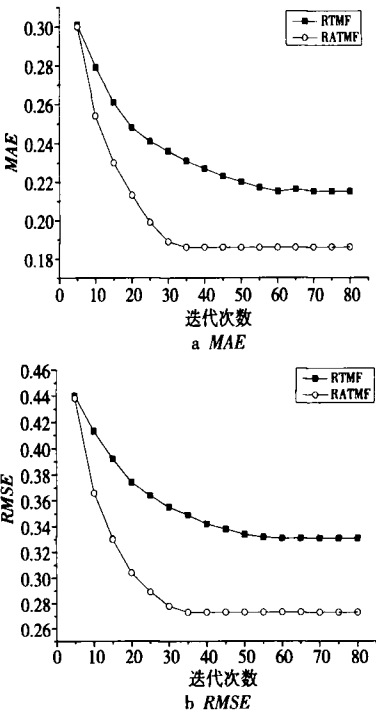 0.30
0.28
0.26
0.24
0.22
0.20
0.18
MAE
RTMF
RATMF
0 10 20 30 40 50 60 70 80
迭代次数
a MAE
0.46
0.44
0.42
0.40
0.38
0.36
0.34
0.32
0.30
0.28
0.26
RMSE
RTMF
RATMF
0 10 20 30 40 50 60 70 80
迭代次数
b RMSE